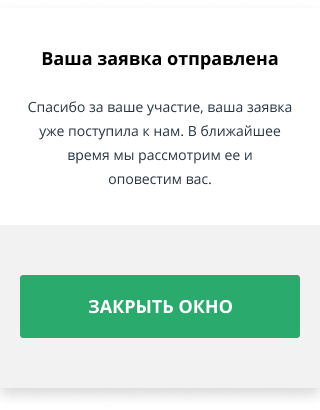 Ваша заявка отправлена
Спасибо за ваше участие, ваша заявка
уже поступила к нам. В ближайшее
время мы рассмотрим ее и
оповестим вас.
ЗАКРЫТЬ ОКНО